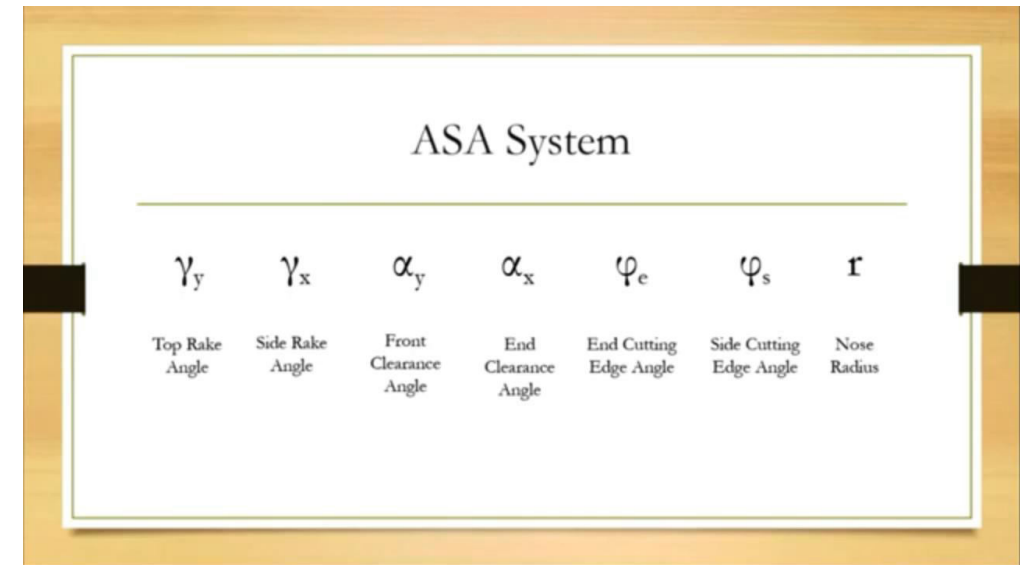 ASA System
γy γx αy αx φe φs r
Top Rake Side Rake Front End End Cutting Side Cutting Nose
Angle Angle Clearance Clearance Edge Angle Edge Angle Radius
Angle Angle